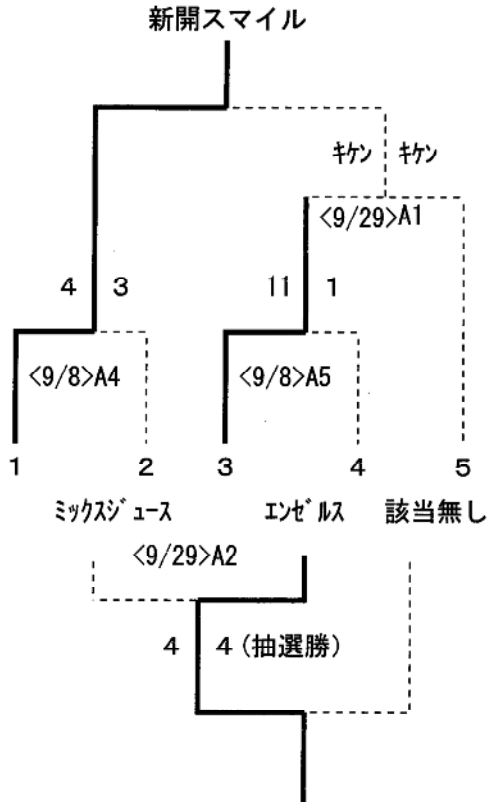 新開スマイル
ｷｹﾝ ｷｹﾝ
<9/29>A1
4 3 11 1
<9/8>A4 <9/8>A5
1 2 3 4 5
ﾐｯｸｽｼﾞｭｰｽ ｴﾝｾﾞﾙｽ 該当無し
<9/29>A2
4 4(抽選勝)